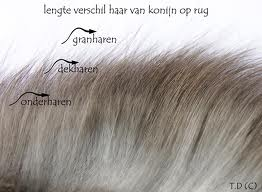 lengte verschil haar van konijn op rug
granharen
dekharen
onderharen
T.D (C)